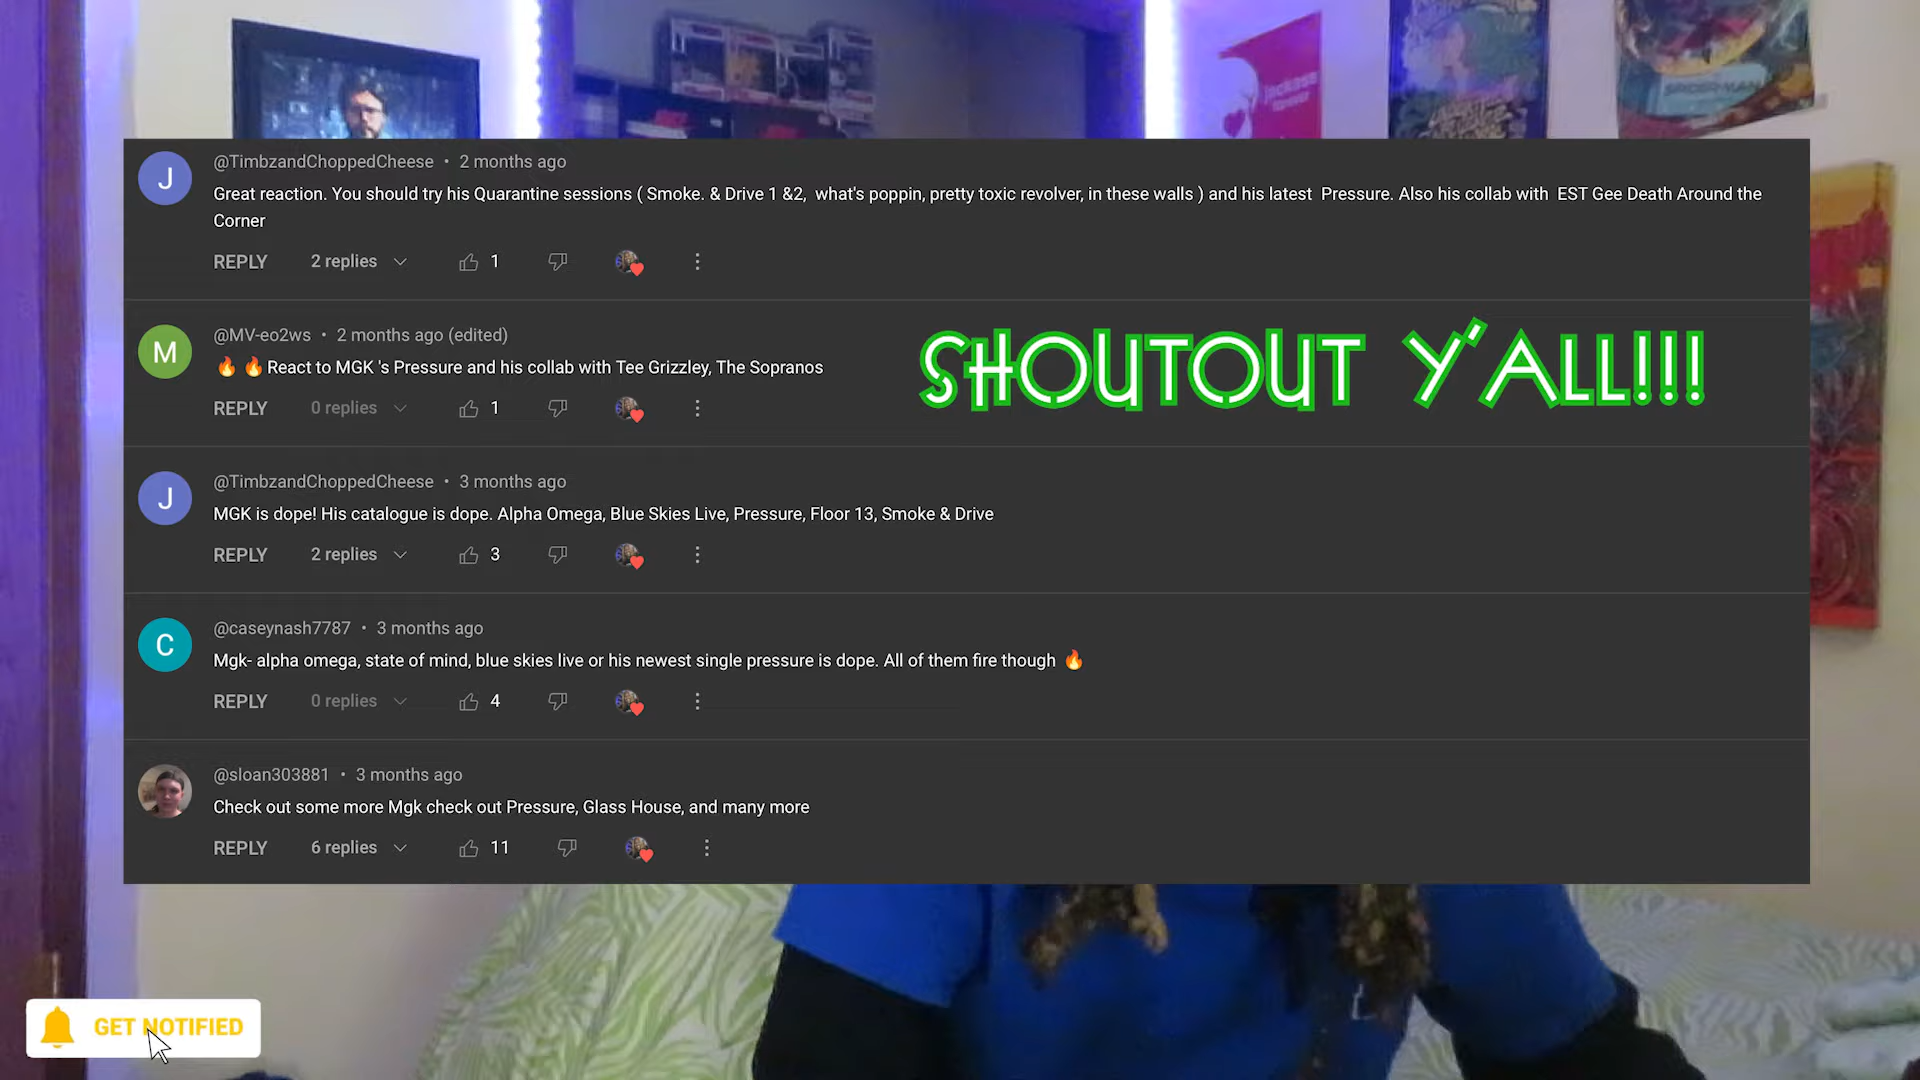 jackass
forever
SPIDER-MAN
J
@TimbzandChoppedCheese • 2 months ago
Great reaction. You should try his Quarantine sessions ( Smoke. & Drive 1 &2,  what's poppin, pretty toxic revolver, in these walls ) and his latest  Pressure. Also his collab with  EST Gee Death Around the
Corner
REPLY 2 replies 1
M
@MV-eo2ws • 2 months ago (edited)
🔥 🔥React to MGK 's Pressure and his collab with Tee Grizzley, The Sopranos
SHOUTOUT Y'ALL!!!
REPLY 0 replies 1
J
@TimbzandChoppedCheese • 3 months ago
MGK is dope! His catalogue is dope. Alpha Omega, Blue Skies Live, Pressure, Floor 13, Smoke & Drive
REPLY 2 replies 3
C
@caseynash7787 • 3 months ago
Mgk- alpha omega, state of mind, blue skies live or his newest single pressure is dope. All of them fire though 🔥
REPLY 0 replies 4
@sloan303881 • 3 months ago
Check out some more Mgk check out Pressure, Glass House, and many more
REPLY 6 replies 11
GET NOTIFIED